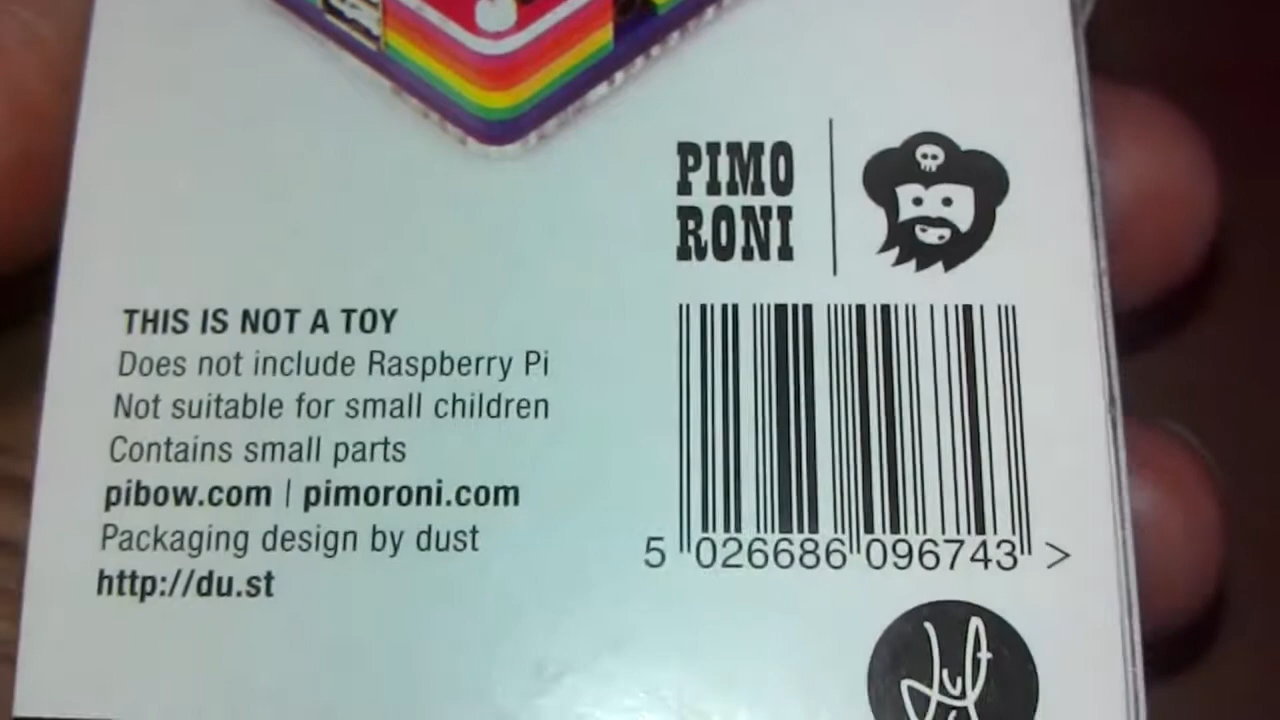 PIMO
RONI
THIS IS NOT A TOY
Does not include Raspberry Pi
Not suitable for small children
Contains small parts
pibow.com | pimoroni.com
Packaging design by dust
http://du.st
5 026686 096743 >